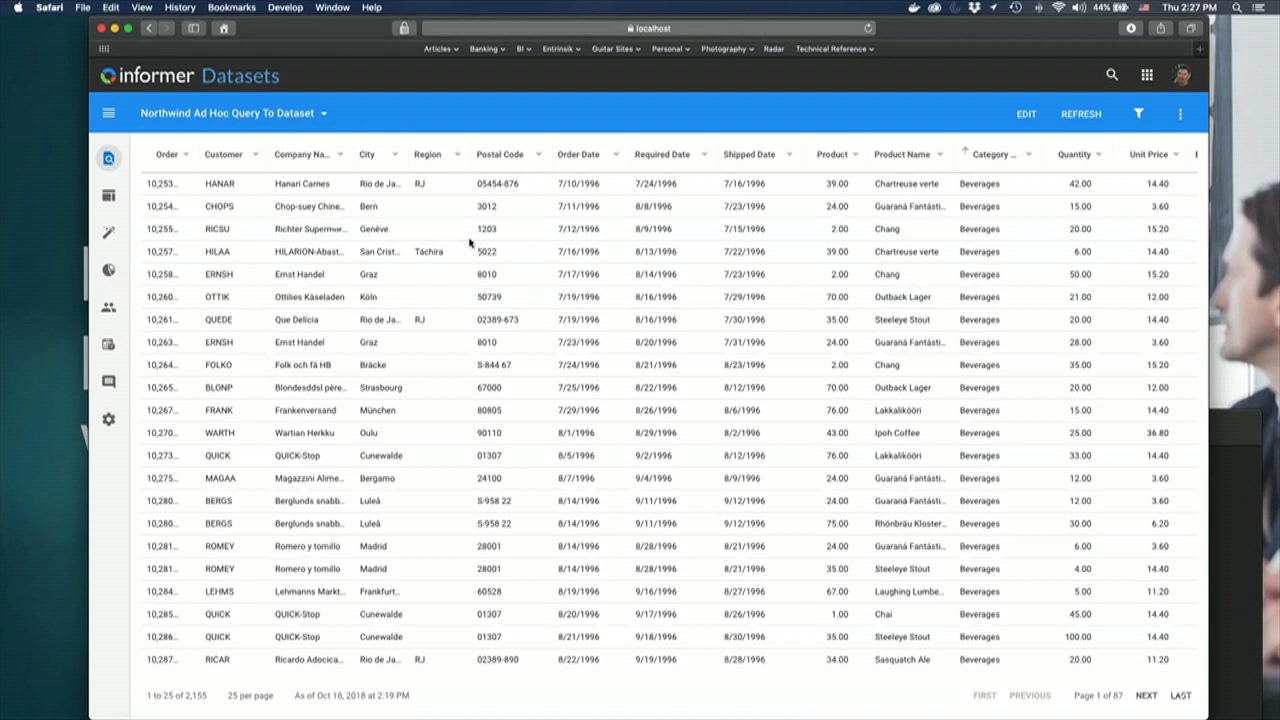 Safari File Edit View History Bookmarks Develop Window Help 44% Thu 2:27 PM
localhost
Articles Banking BI Entrinsik Guitar Sites Personal Photography Radar Technical Reference
informer Datasets
Northwind Ad Hoc Query To Dataset EDIT REFRESH
Order Customer Company Na... City Region Postal Code Order Date Required Date Shipped Date Product Product Name Category ... Quantity Unit Price
10,253... HANAR Hanari Carnes Rio de Ja... RJ 05454-876 7/10/1996 7/24/1996 7/16/1996 39.00 Chartreuse verte Beverages 42.00 14.40
10,254... CHOPS Chop-suey Chine... Bern 3012 7/11/1996 8/8/1996 7/23/1996 24.00 Guaraná Fantásti... Beverages 15.00 3.60
10,255... RICSU Richter Supermar... Genève 1203 7/12/1996 8/9/1996 7/15/1996 2.00 Chang Beverages 20.00 15.20
10,257... HILAA HILARION-Abast... San Crist... Táchira 5022 7/16/1996 8/13/1996 7/22/1996 39.00 Chartreuse verte Beverages 6.00 14.40
10,258... ERNSH Ernst Handel Graz 8010 7/17/1996 8/14/1996 7/23/1996 2.00 Chang Beverages 50.00 15.20
10,260... OTTIK Ottilies Käseladen Köln 50739 7/19/1996 8/16/1996 7/29/1996 70.00 Outback Lager Beverages 21.00 12.00
10,261... QUEDE Que Delícia Rio de Ja... RJ 02389-673 7/19/1996 8/16/1996 7/30/1996 35.00 Steeleye Stout Beverages 20.00 14.40
10,263... ERNSH Ernst Handel Graz 8010 7/23/1996 8/20/1996 7/31/1996 24.00 Guaraná Fantásti... Beverages 28.00 3.60
10,264... FOLKO Folk och fä HB Bräcke S-844 67 7/24/1996 8/21/1996 8/23/1996 2.00 Chang Beverages 35.00 15.20
10,265... BLONP Blondesddsl père... Strasbourg 67000 7/25/1996 8/22/1996 8/12/1996 70.00 Outback Lager Beverages 20.00 12.00
10,267... FRANK Frankenversand München 80805 7/29/1996 8/26/1996 8/6/1996 76.00 Lakkalikööri Beverages 15.00 14.40
10,270... WARTH Wartian Herkku Oulu 90110 8/1/1996 8/29/1996 8/2/1996 43.00 Ipoh Coffee Beverages 25.00 36.80
10,273... QUICK QUICK-Stop Cunewalde 01307 8/5/1996 9/2/1996 8/12/1996 76.00 Lakkalikööri Beverages 33.00 14.40
10,275... MAGAA Magazzini Alime... Bergamo 24100 8/7/1996 9/4/1996 8/9/1996 24.00 Guaraná Fantásti... Beverages 12.00 3.60
10,280... BERGS Berglunds snabb... Luleå S-958 22 8/14/1996 9/11/1996 9/12/1996 24.00 Guaraná Fantásti... Beverages 12.00 3.60
10,280... BERGS Berglunds snabb... Luleå S-958 22 8/14/1996 9/11/1996 9/12/1996 75.00 Rhönbräu Kloster... Beverages 30.00 6.20
10,281... ROMEY Romero y tomillo Madrid 28001 8/14/1996 8/28/1996 8/21/1996 24.00 Guaraná Fantásti... Beverages 6.00 3.60
10,281... ROMEY Romero y tomillo Madrid 28001 8/14/1996 8/28/1996 8/21/1996 35.00 Steeleye Stout Beverages 4.00 14.40
10,284... LEHMS Lehmanns Markt... Frankfurt... 60528 8/19/1996 9/16/1996 8/27/1996 67.00 Laughing Lumbe... Beverages 5.00 11.20
10,285... QUICK QUICK-Stop Cunewalde 01307 8/20/1996 9/17/1996 8/26/1996 1.00 Chai Beverages 45.00 14.40
10,286... QUICK QUICK-Stop Cunewalde 01307 8/21/1996 9/18/1996 8/30/1996 35.00 Steeleye Stout Beverages 100.00 14.40
10,287... RICAR Ricardo Adocica... Rio de Ja... RJ 02389-890 8/22/1996 9/19/1996 8/28/1996 34.00 Sasquatch Ale Beverages 20.00 11.20
1 to 25 of 2,155 25 per page As of Oct 18, 2018 at 2:19 PM FIRST PREVIOUS Page 1 of 87 NEXT LAST